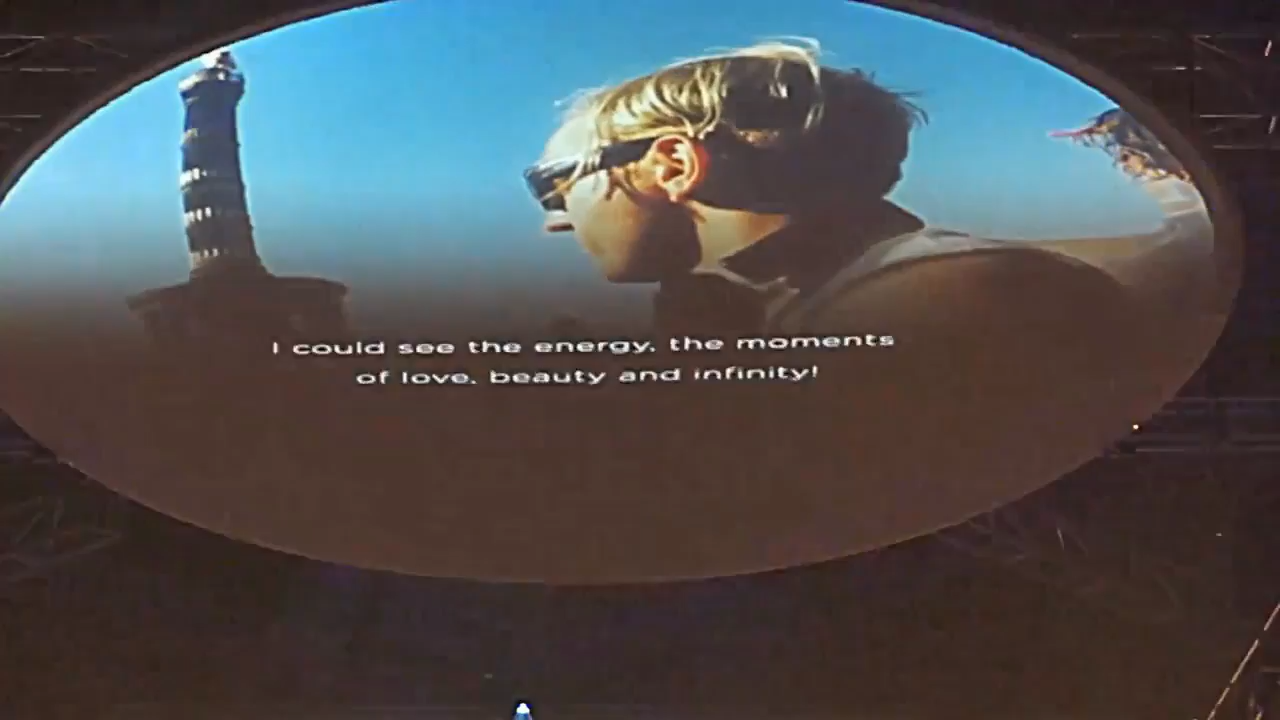 I could see the energy, the moments
of love, beauty and infinity!